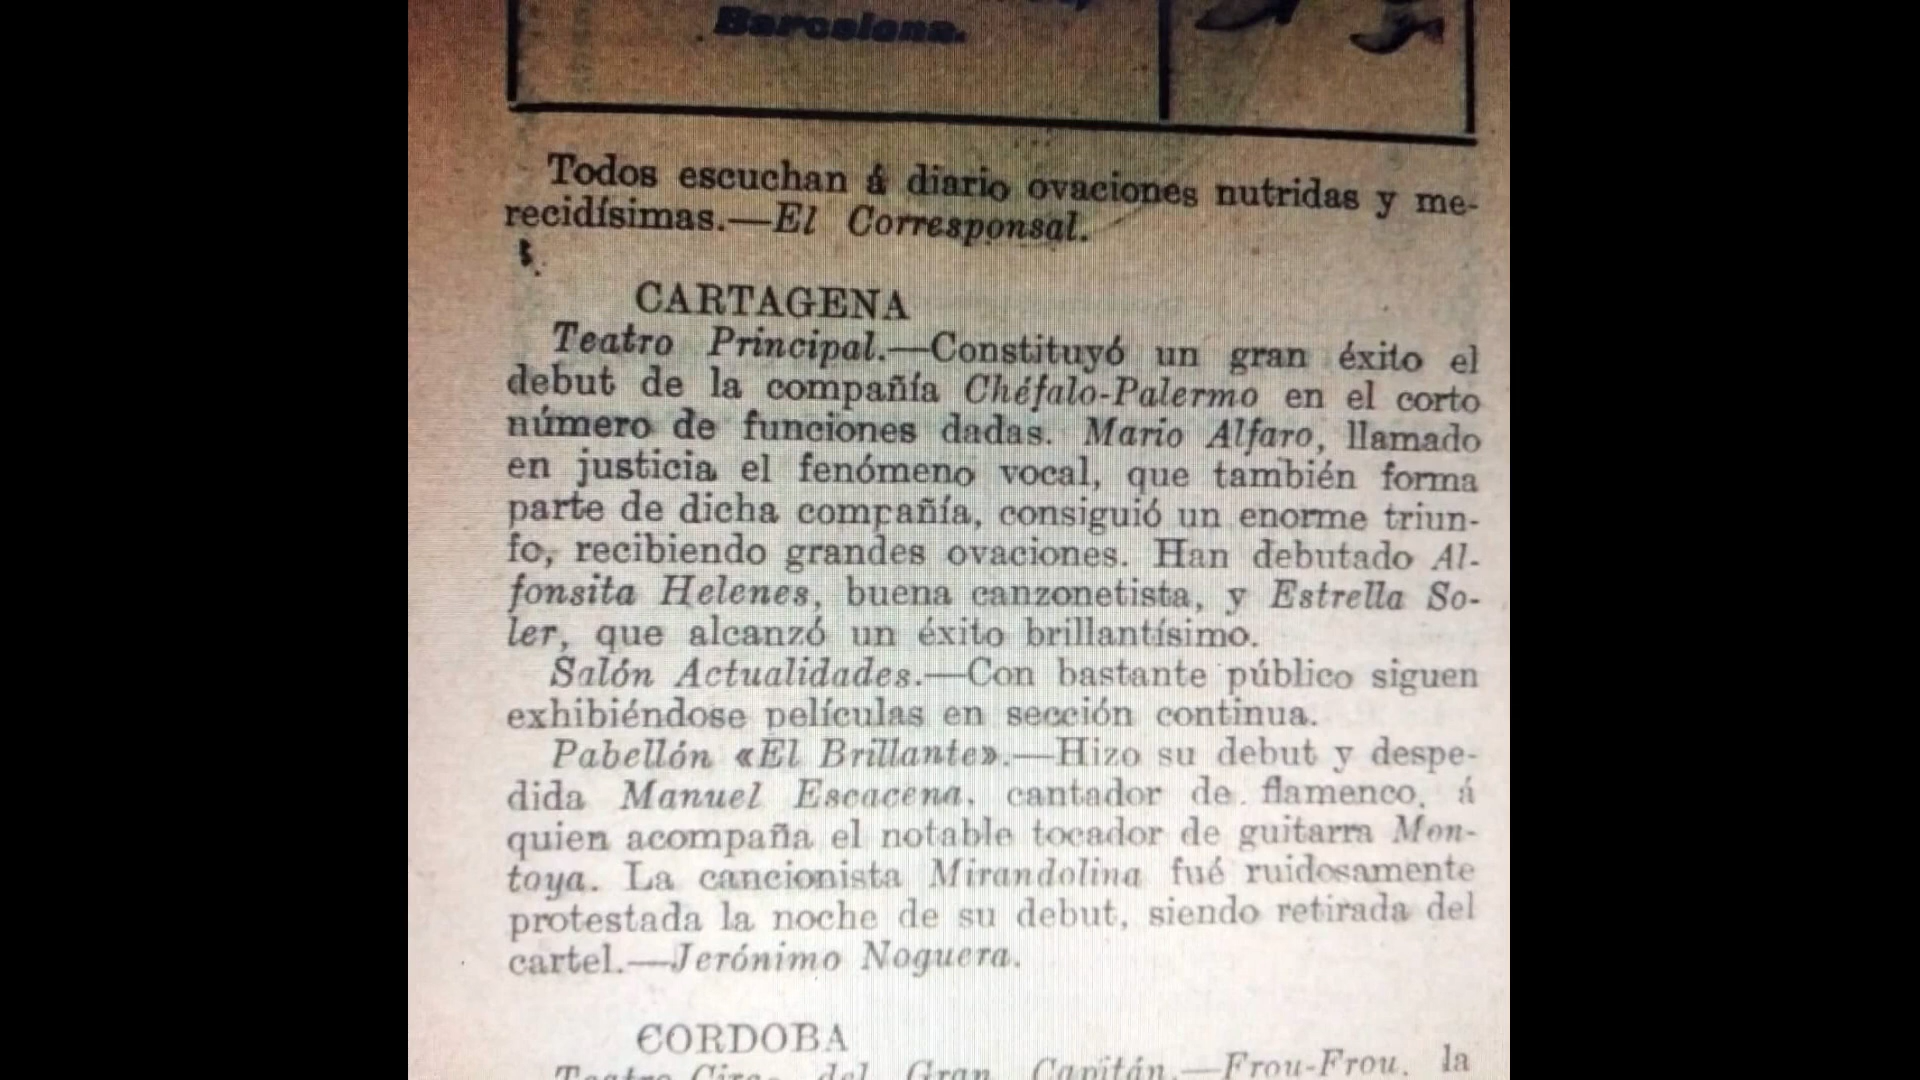 Barcelona.
Todos escuchan á diario ovaciones nutridas y me-
recidísimas.—El Corresponsal.
CARTAGENA
Teatro Principal.—Constituyó un gran éxito el
debut de la compañía Chéfalo-Palermo en el corto
número de funciones dadas. Mario Alfaro, llamado
en justicia el fenómeno vocal, que también forma
parte de dicha compañía, consiguió un enorme triun-
fo, recibiendo grandes ovaciones. Han debutado Al-
fonsita Helenes, buena canzonetista, y Estrella So-
ler, que alcanzó un éxito brillantísimo.
Salón Actualidades.—Con bastante público siguen
exhibiéndose películas en sección continua.
Pabellón «El Brillante».—Hizo su debut y despe-
dida Manuel Escacena, cantador de flamenco, á
quien acompaña el notable tocador de guitarra Mon-
toya. La cancionista Mirandolina fué ruidosamente
protestada la noche de su debut, siendo retirada del
cartel.—Jerónimo Noguera.
CORDOBA
Teatro Circo del Gran Capitán.—Frou-Frou, la